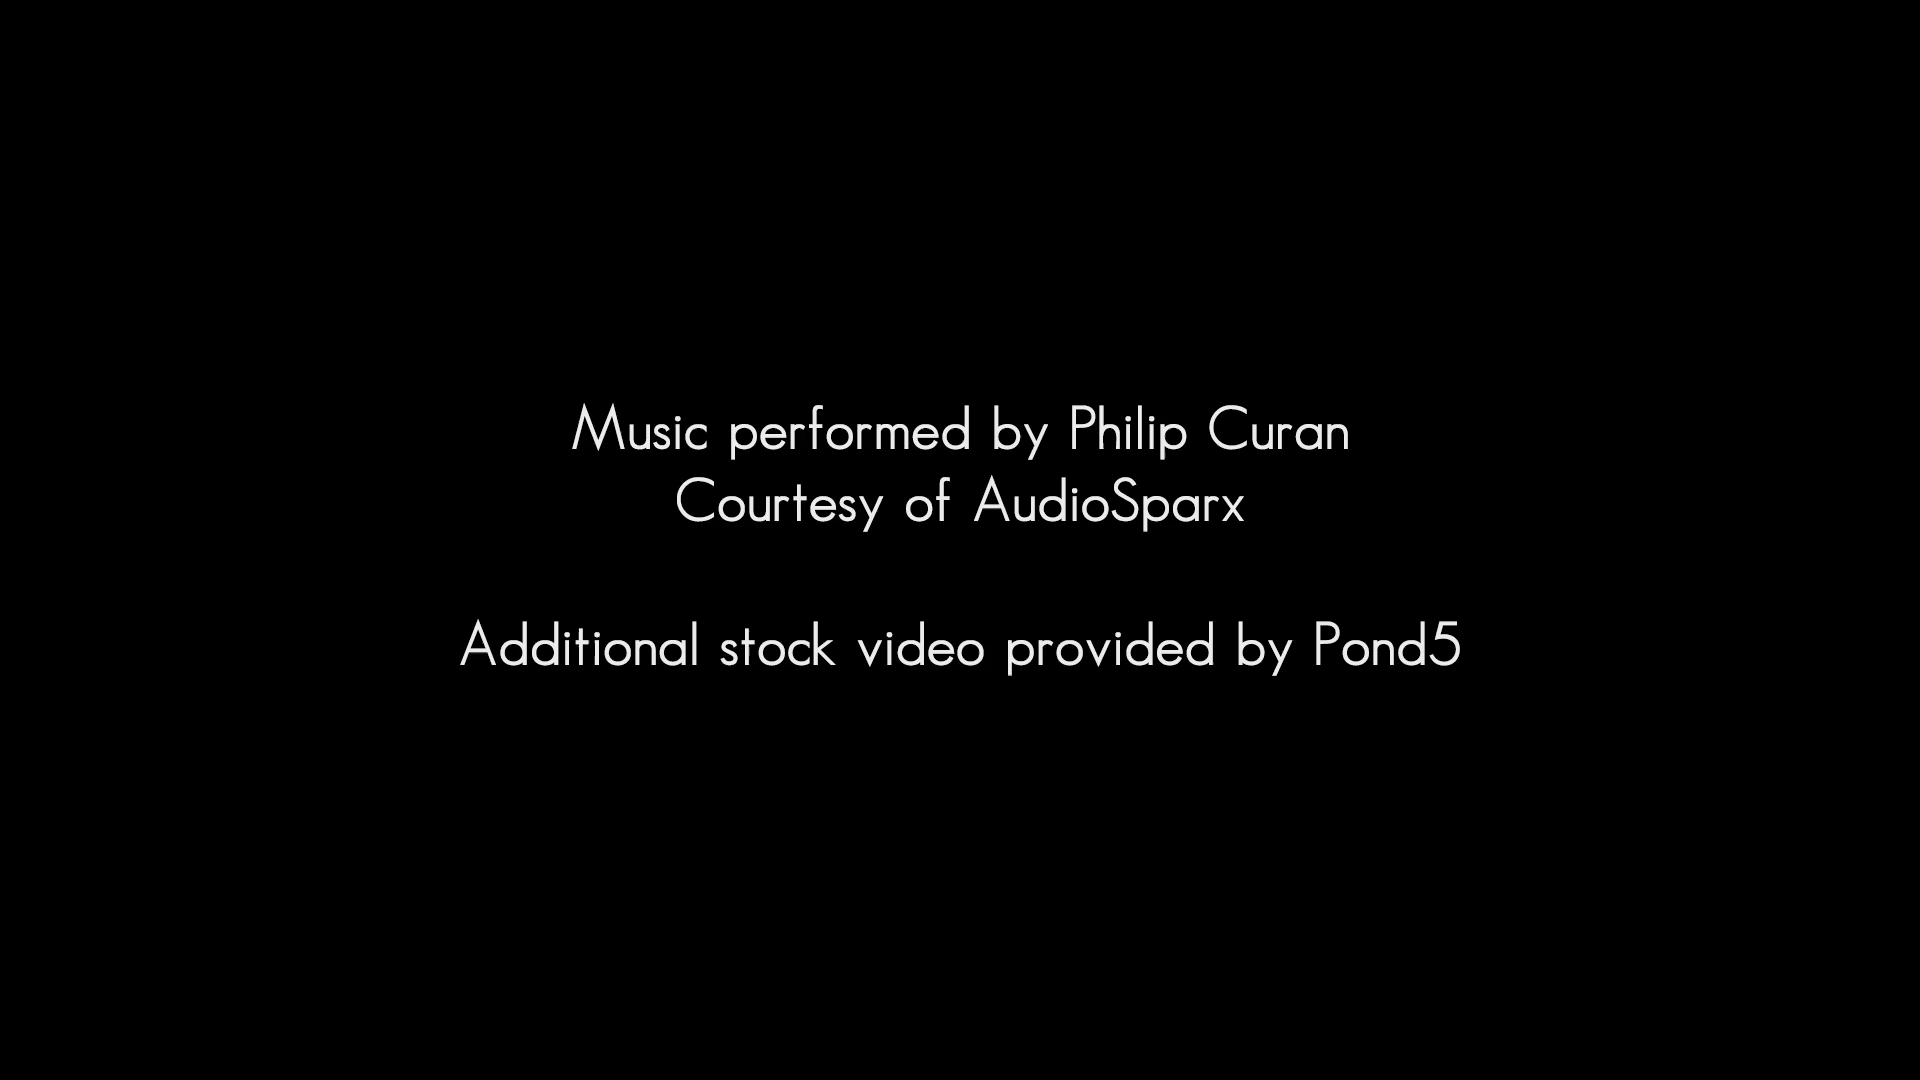 Music performed by Philip Curan
Courtesy of AudioSparx
Additional stock video provided by Pond5